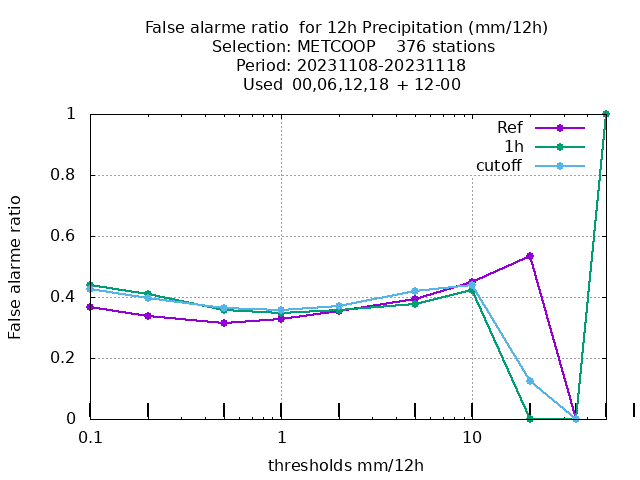 False alarme ratio  for 12h Precipitation (mm/12h)
Selection: METCOOP    376 stations
Period: 20231108-20231118
Used  00,06,12,18  + 12-00
Ref
1h
cutoff
False alarme ratio
1
0.8
0.6
0.4
0.2
0
0.1
1
10
thresholds mm/12h